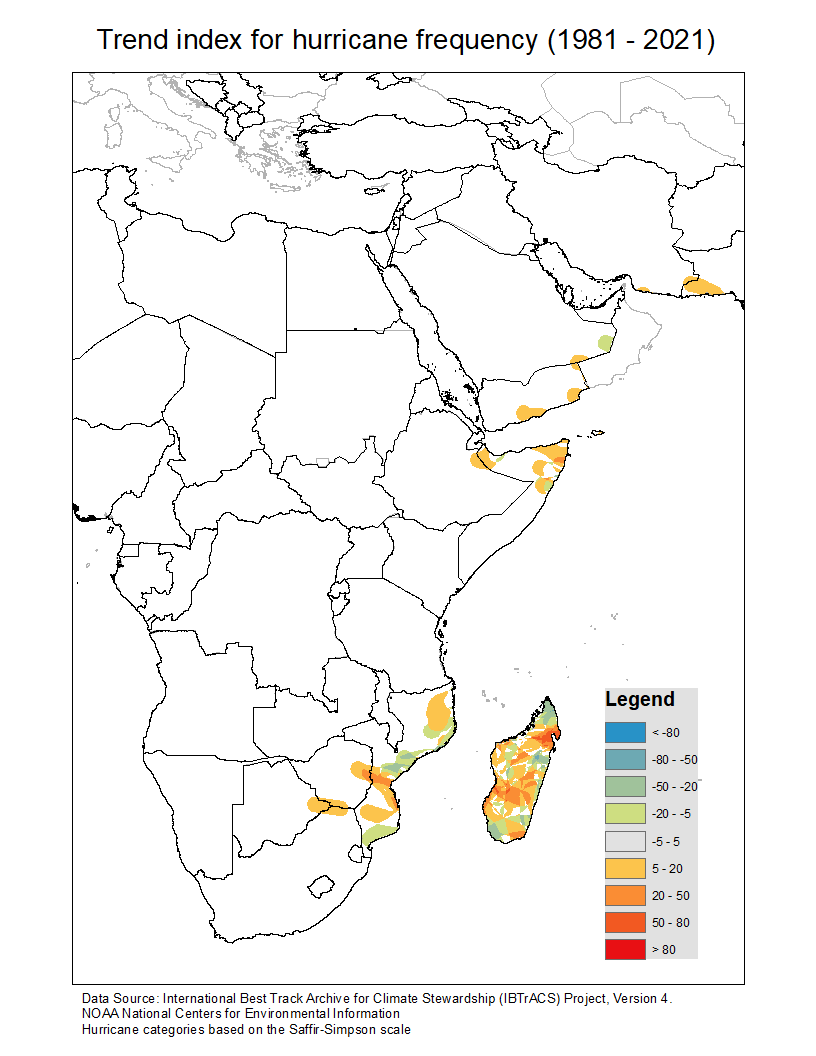 Trend index for hurricane frequency (1981 - 2021)
Legend
< -80
-80 - -50
-50 - -20
-20 - -5
-5 - 5
5 - 20
20 - 50
50 - 80
> 80
Data Source: International Best Track Archive for Climate Stewardship (IBTrACS) Project, Version 4.
NOAA National Centers for Environmental Information
Hurricane categories based on the Saffir-Simpson scale